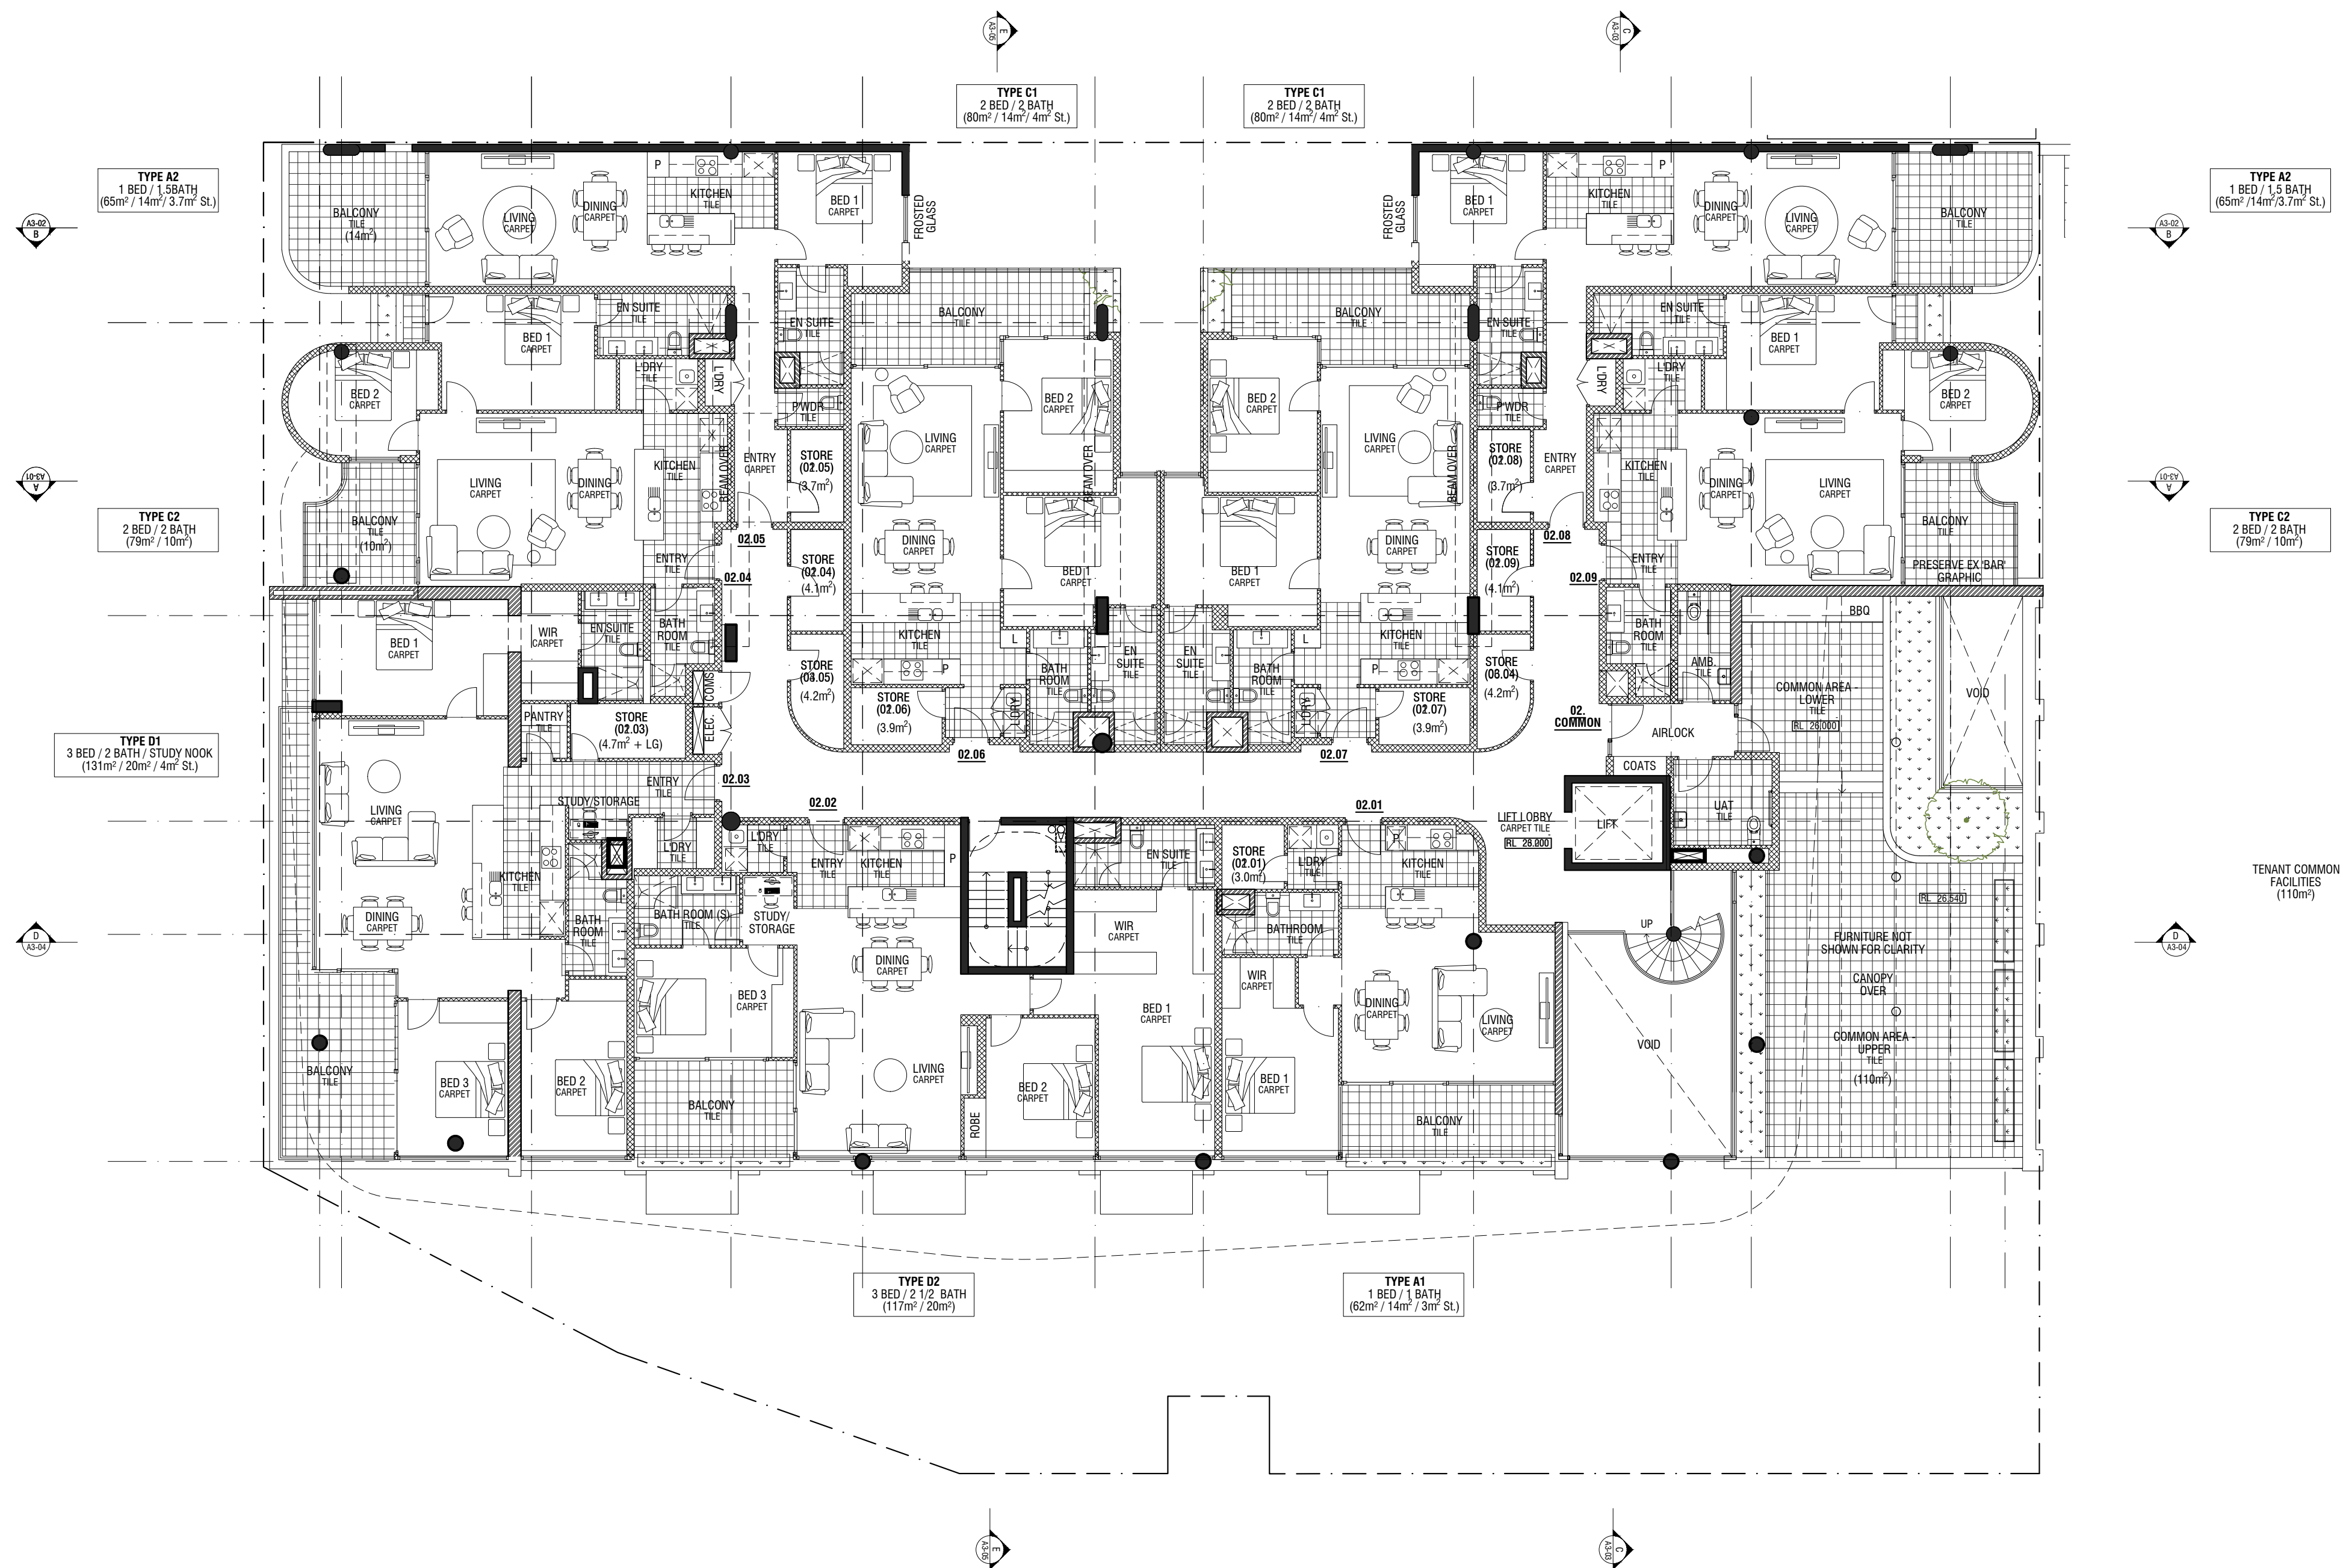 E
A3-05
C
A3-03
TYPE C1
2 BED / 2 BATH
(80m² / 14m²/ 4m² St.)
TYPE C1
2 BED / 2 BATH
(80m² / 14m²/ 4m² St.)
TYPE A2
1 BED / 1.5BATH
(65m² / 14m²/ 3.7m² St.)
TYPE A2
1 BED / 1.5 BATH
(65m² /14m²/3.7m² St.)
A3-02
B
A3-02
B
BALCONY
TILE
(14m²)
LIVING
CARPET
DINING
CARPET
P
KITCHEN
TILE
BED 1
CARPET
FROSTED
GLASS
FROSTED
GLASS
BED 1
CARPET
KITCHEN
TILE
P
DINING
CARPET
LIVING
CARPET
BALCONY
TILE
BED 1
CARPET
EN SUITE
TILE
EN SUITE
TILE
BALCONY
TILE
BALCONY
TILE
EN SUITE
TILE
EN SUITE
TILE
BED 1
CARPET
BED 2
CARPET
L'DRY
TILE
L'DRY
P'WDR
TILE
BED 2
CARPET
BED 2
CARPET
P'WDR
TILE
L'DRY
L'DRY
TILE
BED 2
CARPET
LIVING
CARPET
LIVING
CARPET
A
A3-01
A
A3-01
LIVING
CARPET
DINING
CARPET
KITCHEN
TILE
BEAM OVER
ENTRY
CARPET
STORE
(3.7m²)
BEAM OVER
BEAM OVER
STORE
(3.7m²)
ENTRY
CARPET
KITCHEN
TILE
DINING
CARPET
LIVING
CARPET
TYPE C2
2 BED / 2 BATH
(79m² / 10m²)
TYPE C2
2 BED / 2 BATH
(79m² / 10m²)
BALCONY
TILE
(10m²)
BALCONY
TILE
PRESERVE EX 'BAR'
GRAPHIC
ENTRY
TILE
02.05
02.04
STORE
(4.1m²)
DINING
CARPET
BED 1
CARPET
BED 1
CARPET
DINING
CARPET
STORE
(4.1m²)
02.08
02.09
ENTRY
TILE
BED 1
CARPET
WIR
CARPET
EN SUITE
TILE
BATH
ROOM
TILE
KITCHEN
TILE
L
P
BATH
ROOM
TILE
EN
SUITE
TILE
EN
SUITE
TILE
BATH
ROOM
TILE
L
KITCHEN
TILE
P
BATH
ROOM
TILE
AMB.
TILE
BBQ
COMMON AREA -
LOWER
TILE
RL 26.000
VOID
STORE
(4.2m²)
STORE
(4.2m²)
COMS
ELEC.
PANTRY
TILE
STORE
(4.7m² + LG)
STORE
(3.9m²)
L'DRY
L'DRY
STORE
(3.9m²)
02.
COMMON
AIRLOCK
TYPE D1
3 BED / 2 BATH / STUDY NOOK
(131m² / 20m² / 4m² St.)
02.06
02.07
COATS
ENTRY
TILE
02.03
STUDY/STORAGE
02.02
02.01
LIFT LOBBY
CARPET TILE
LIFT
UAT
TILE
LIVING
CARPET
L'DRY
TILE
L'DRY
TILE
ENTRY
TILE
KITCHEN
TILE
P
EN SUITE
TILE
STORE
(3.0m²)
L'DRY
TILE
P
KITCHEN
TILE
TENANT COMMON
FACILITIES
(110m²)
KITCHEN
TILE
DINING
CARPET
BATH
ROOM
TILE
BATH ROOM (S)
TILE
STUDY/
STORAGE
WIR
CARPET
BATHROOM
TILE
UP
RL 26.540
D
A3-04
D
A3-04
FURNITURE NOT
SHOWN FOR CLARITY
CANOPY
OVER
DINING
CARPET
WIR
CARPET
BED 3
CARPET
BED 1
CARPET
DINING
CARPET
LIVING
CARPET
VOID
COMMON AREA -
UPPER
TILE
(110m²)
BALCONY
TILE
BED 3
CARPET
BED 2
CARPET
BALCONY
TILE
LIVING
CARPET
ROBE
BED 2
CARPET
BED 1
CARPET
BALCONY
TILE
TYPE D2
3 BED / 2 1/2 BATH
(117m² / 20m²)
TYPE A1
1 BED / 1 BATH
(62m² / 14m² / 3m² St.)
E
A3-05
C
A3-03